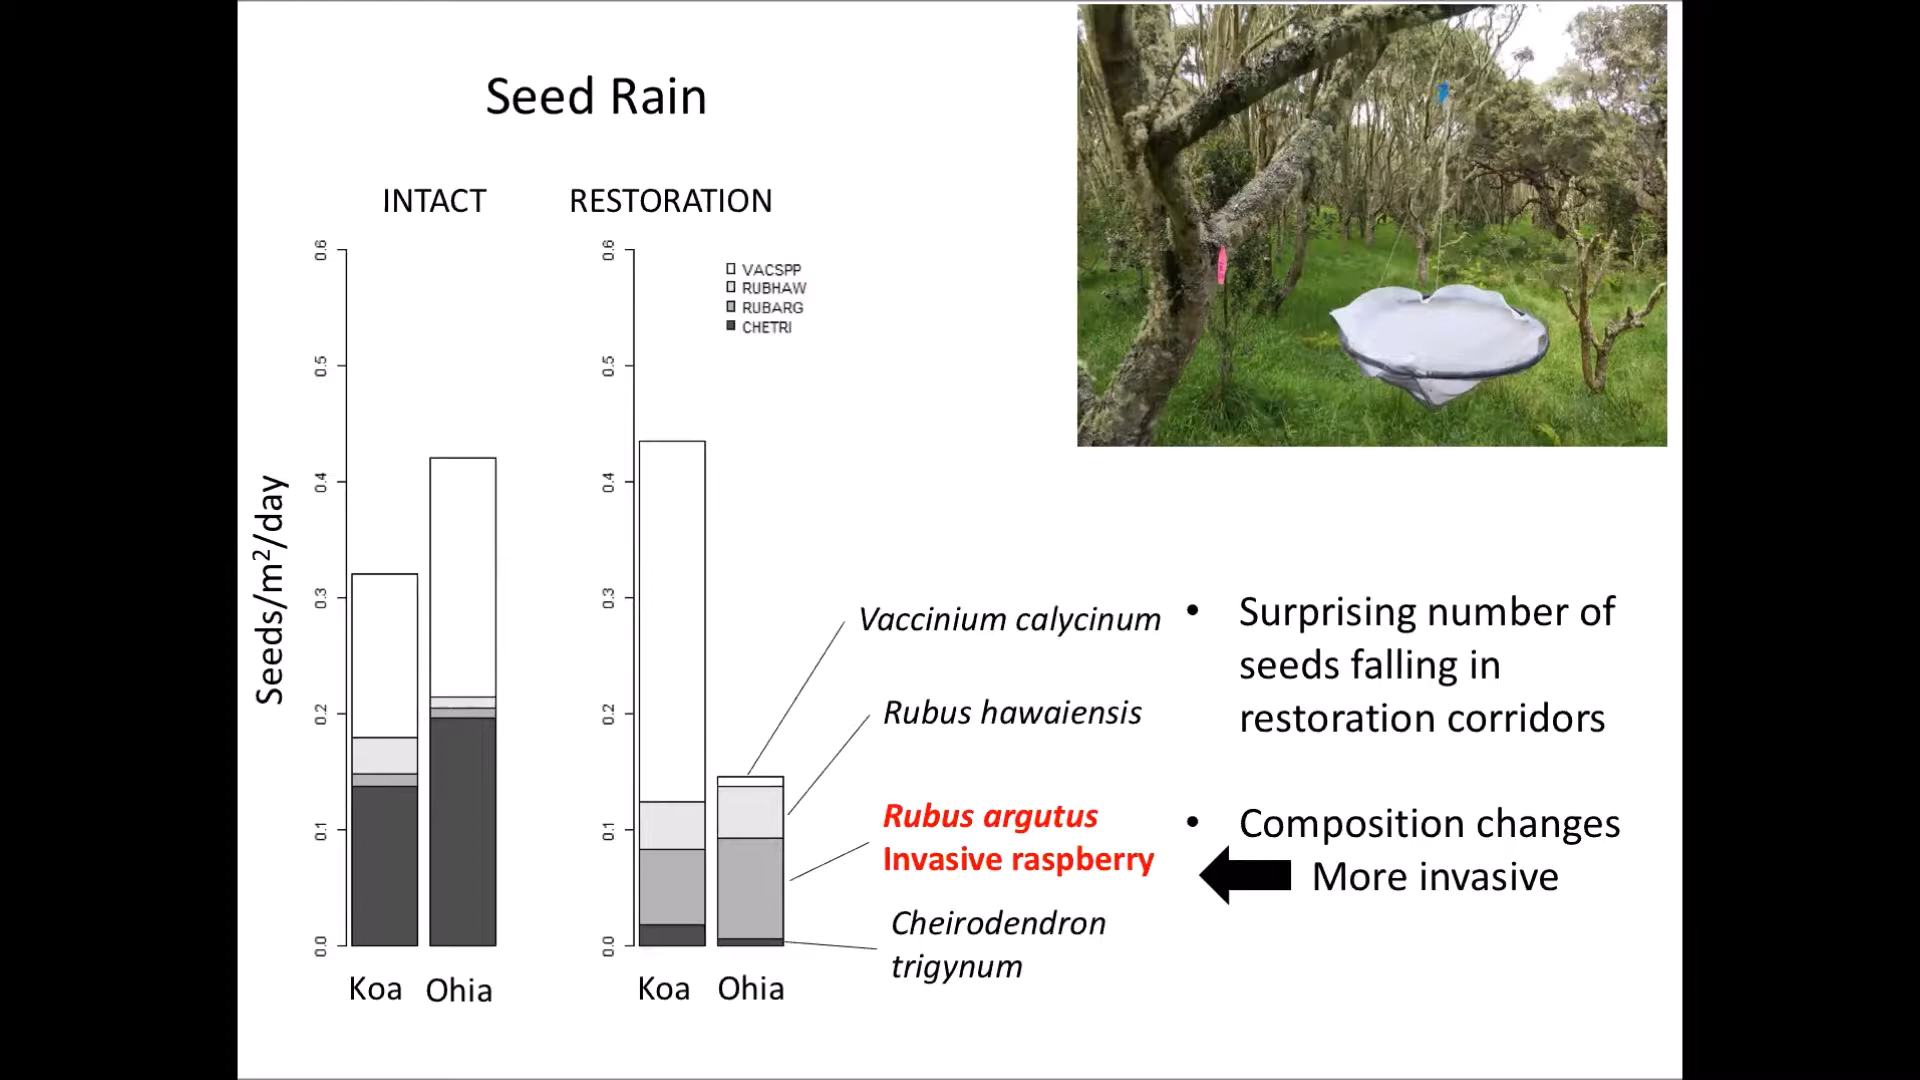 Seed Rain
INTACT
RESTORATION
Seeds/m²/day
0.6
0.5
0.4
0.3
0.2
0.1
0.0
Koa Ohia
0.6
0.5
0.4
0.3
0.2
0.1
0.0
VACSPP
RUBHAW
RUBARG
CHETRI
Koa Ohia
Vaccinium calycinum
Rubus hawaiensis
Rubus argutus
Invasive raspberry
Cheirodendron
trigynum
• Surprising number of
seeds falling in
restoration corridors
• Composition changes
More invasive